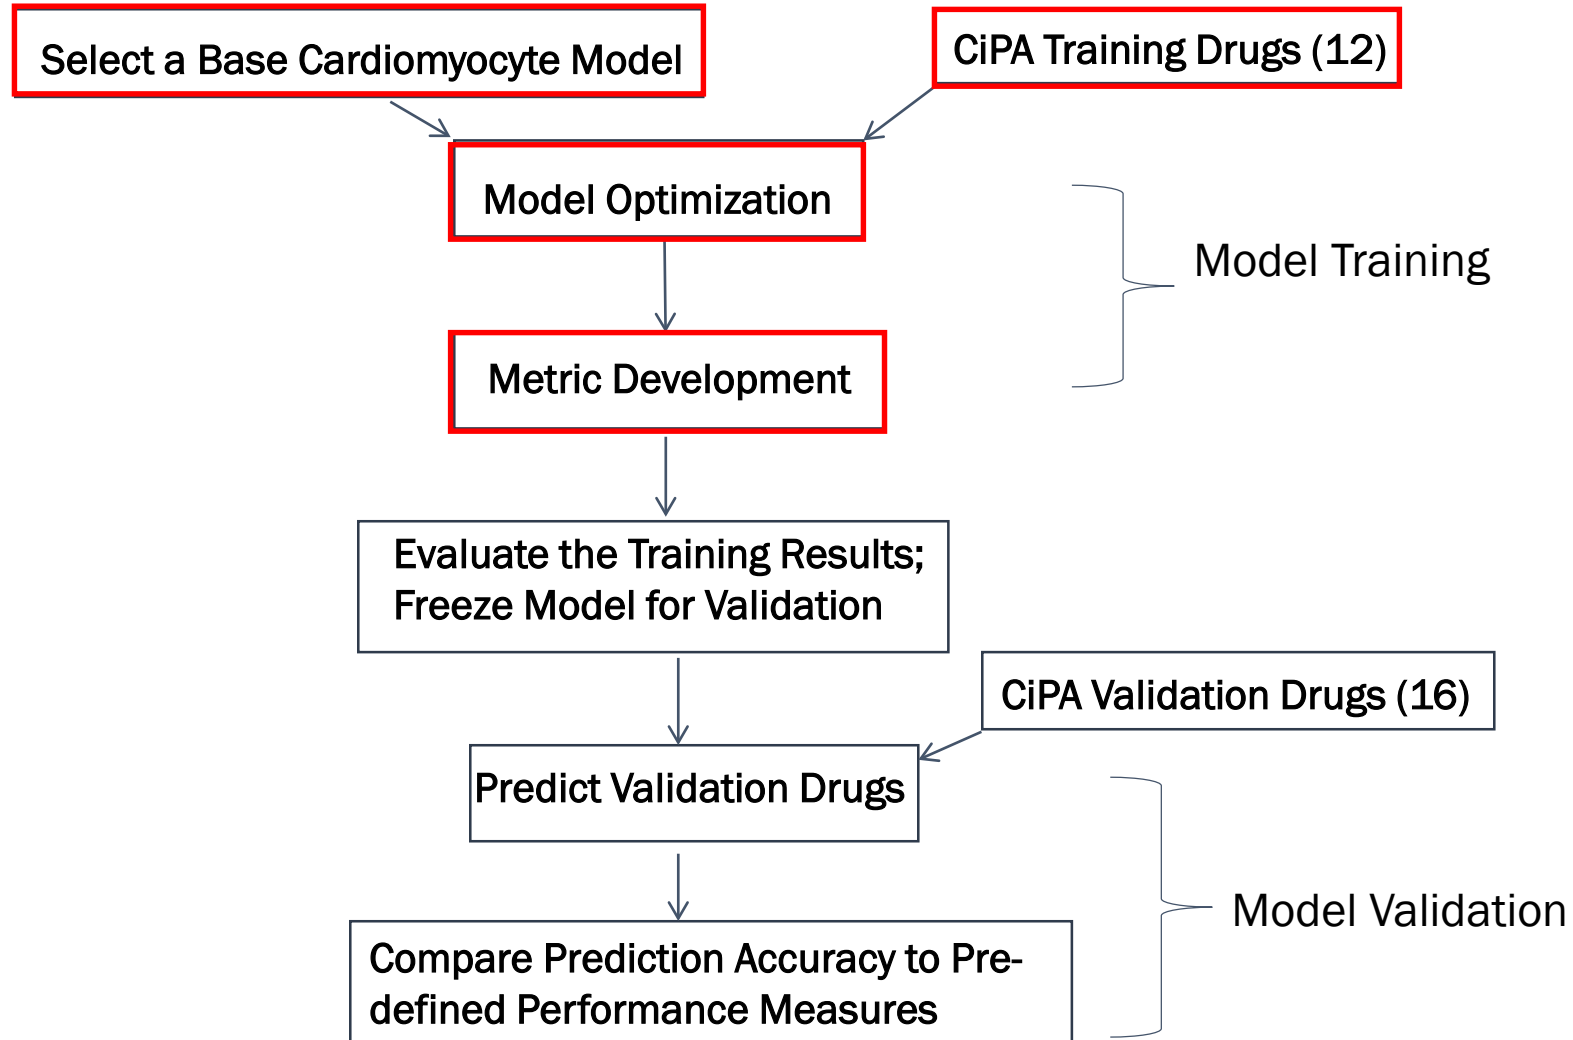 Select a Base Cardiomyocyte Model
CiPA Training Drugs (12)
Model Optimization
Model Training
Metric Development
Evaluate the Training Results;
Freeze Model for Validation
CiPA Validation Drugs (16)
Predict Validation Drugs
Model Validation
Compare Prediction Accuracy to Pre-
defined Performance Measures